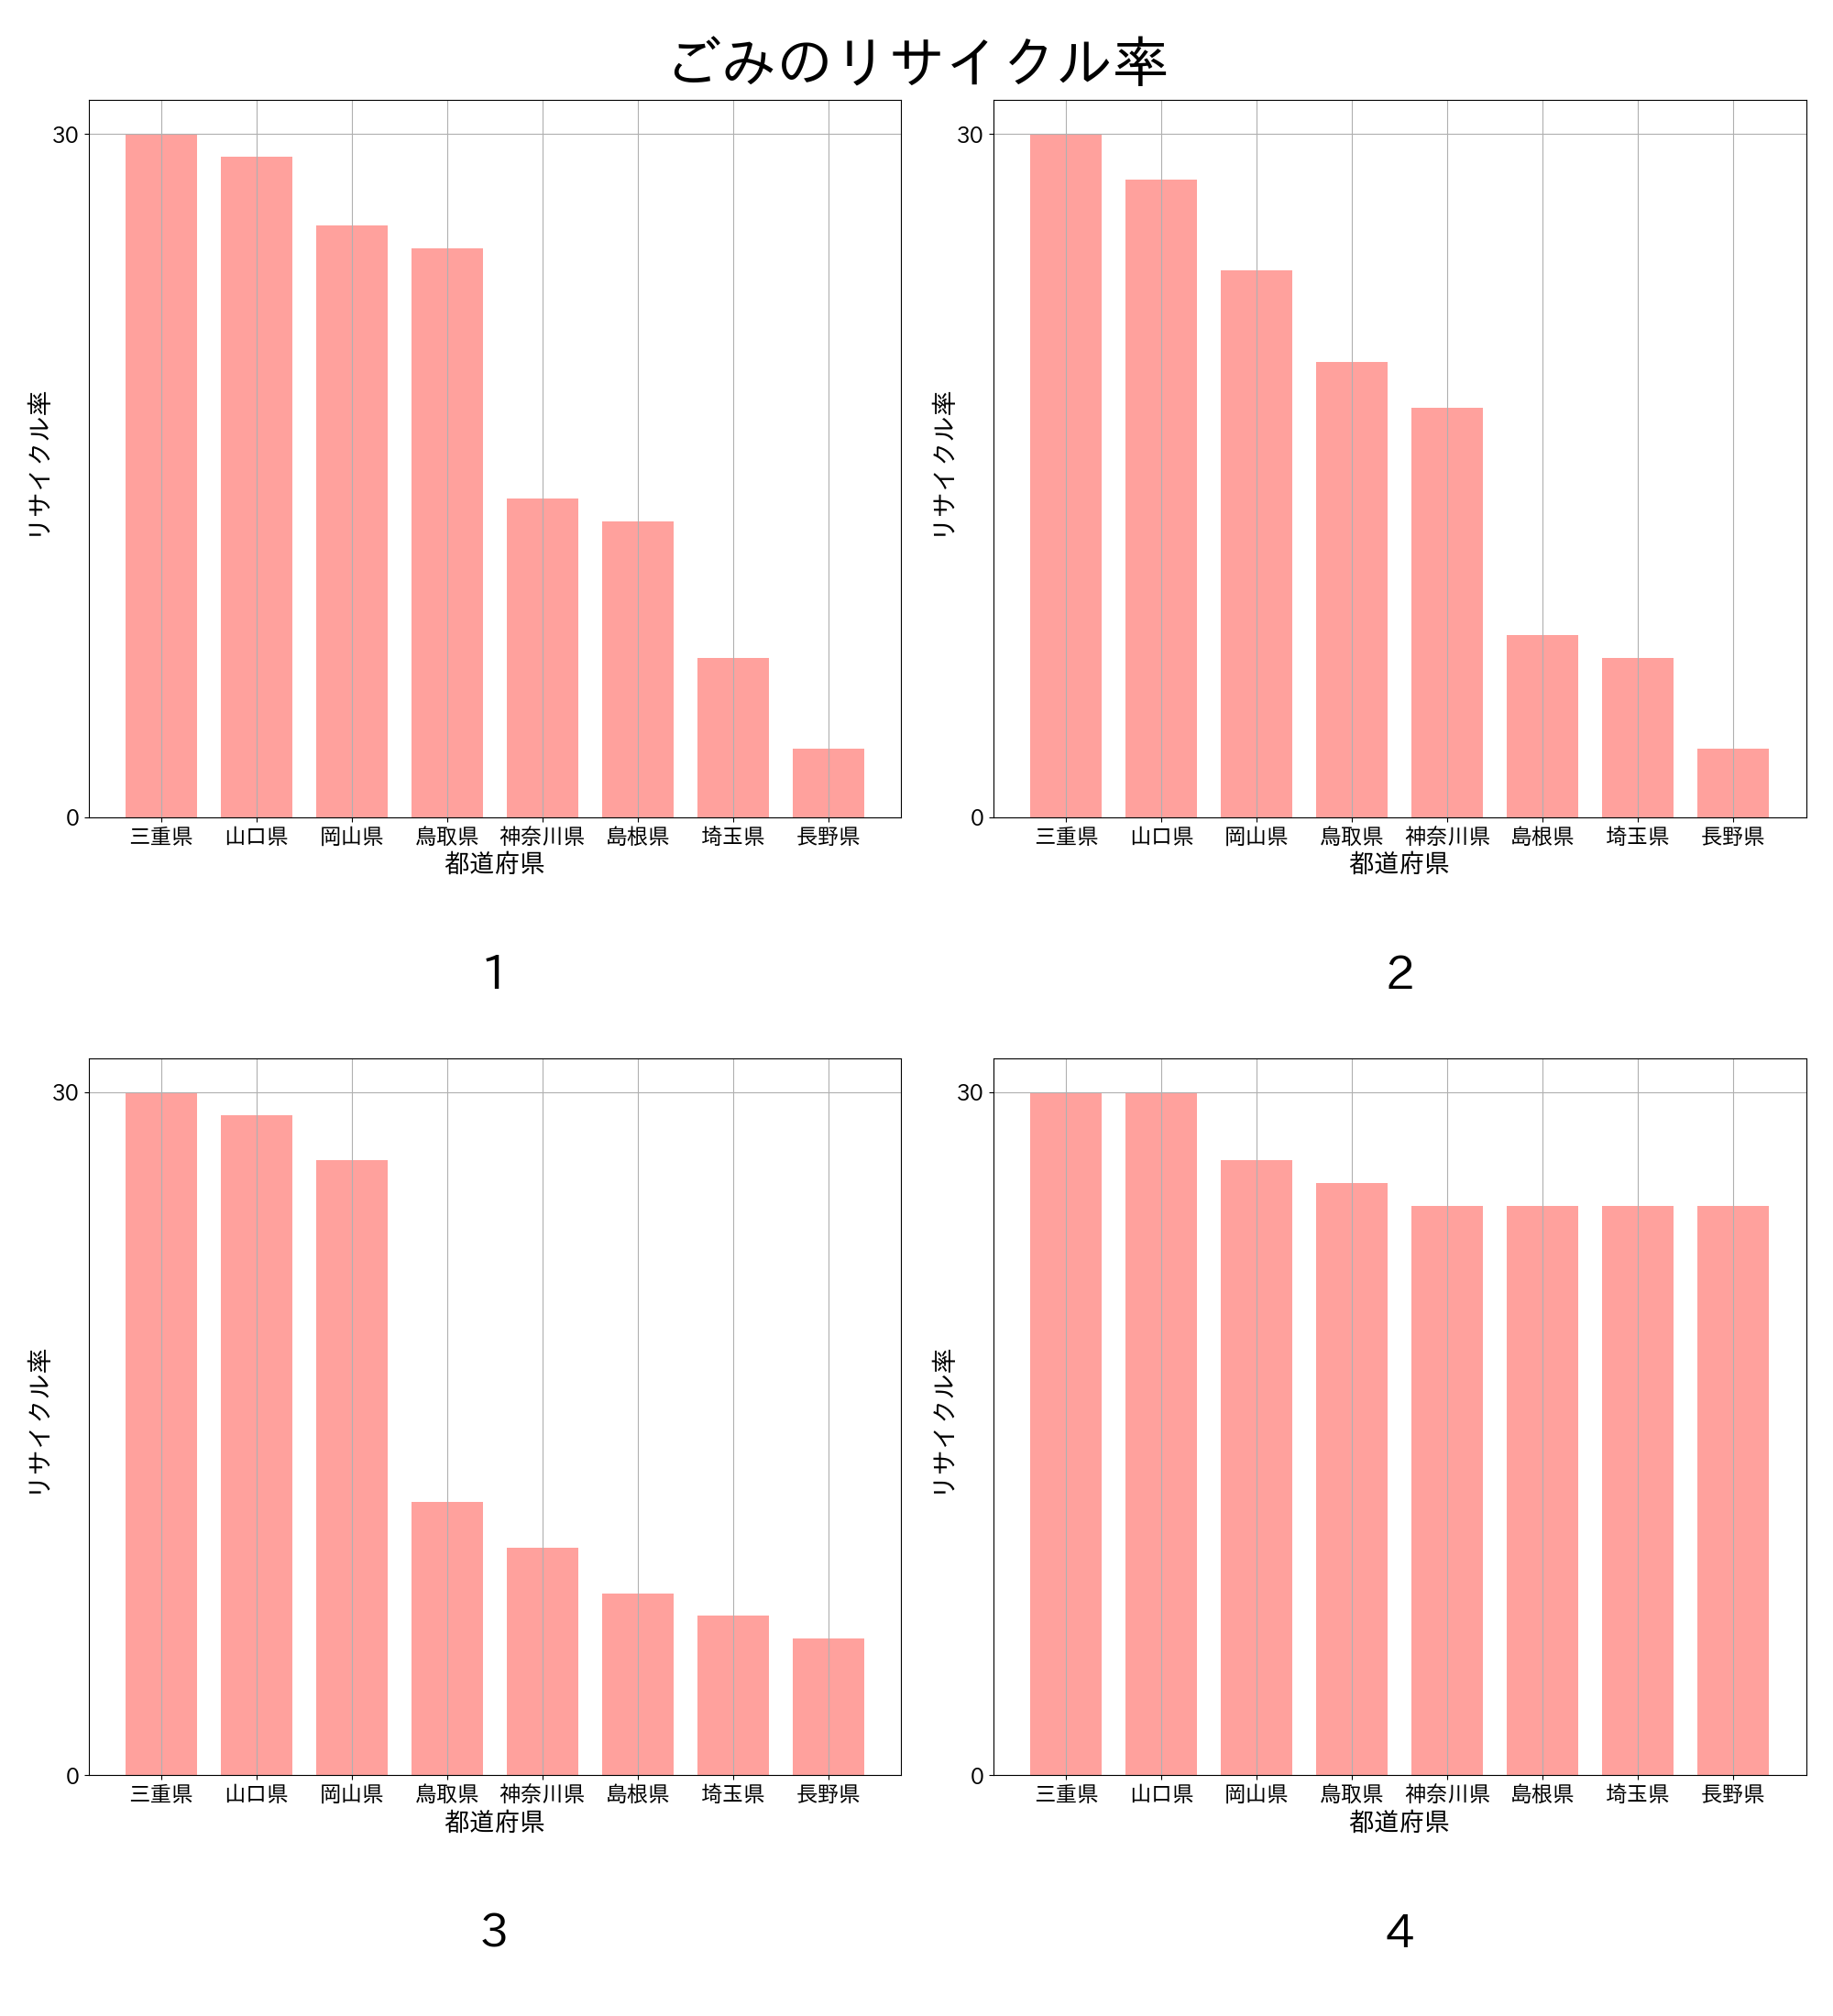 ごみのリサイクル率
30
0
リサイクル率
三重県 山口県 岡山県 鳥取県 神奈川県 島根県 埼玉県 長野県
都道府県
1
30
0
リサイクル率
三重県 山口県 岡山県 鳥取県 神奈川県 島根県 埼玉県 長野県
都道府県
2
30
0
リサイクル率
三重県 山口県 岡山県 鳥取県 神奈川県 島根県 埼玉県 長野県
都道府県
3
30
0
リサイクル率
三重県 山口県 岡山県 鳥取県 神奈川県 島根県 埼玉県 長野県
都道府県
4